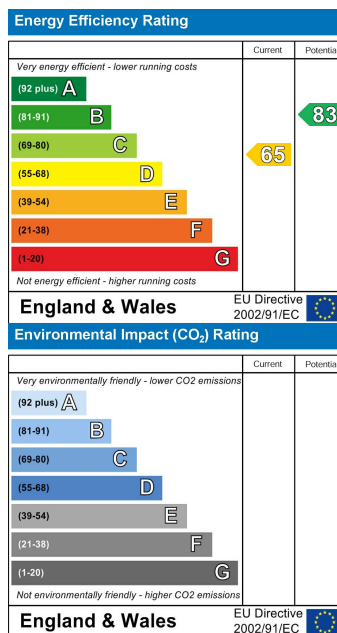 Energy Efficiency Rating
Current Potentia
Very energy efficient - lower running costs
(92 plus) A
(81-91) B
83
(69-80) C
65
(55-68) D
(39-54) E
(21-38) F
(1-20) G
Not energy efficient - higher running costs
England & Wales
EU Directive
2002/91/EC
Environmental Impact (CO₂) Rating
Current Potentia
Very environmentally friendly - lower CO2 emissions
(92 plus) A
(81-91) B
(69-80) C
(55-68) D
(39-54) E
(21-38) F
(1-20) G
Not environmentally friendly - higher CO2 emissions
England & Wales
EU Directive
2002/91/EC